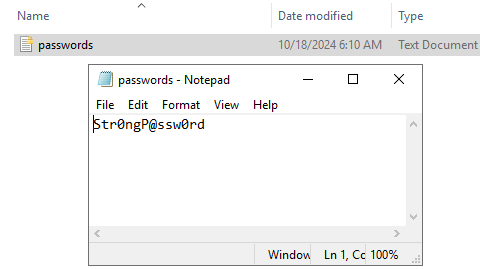 Name Date modified Type
passwords 10/18/2024 6:10 AM Text Document
passwords - Notepad
File Edit Format View Help
Str0ngP@ssw0rd
Window Ln 1, Cc 100%